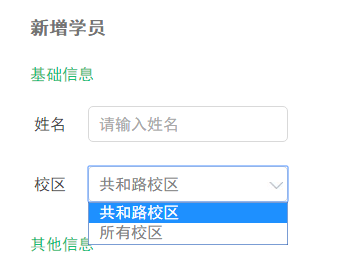 新增学员
基础信息
姓名 请输入姓名
校区 共和路校区
共和路校区
所有校区
其他信息